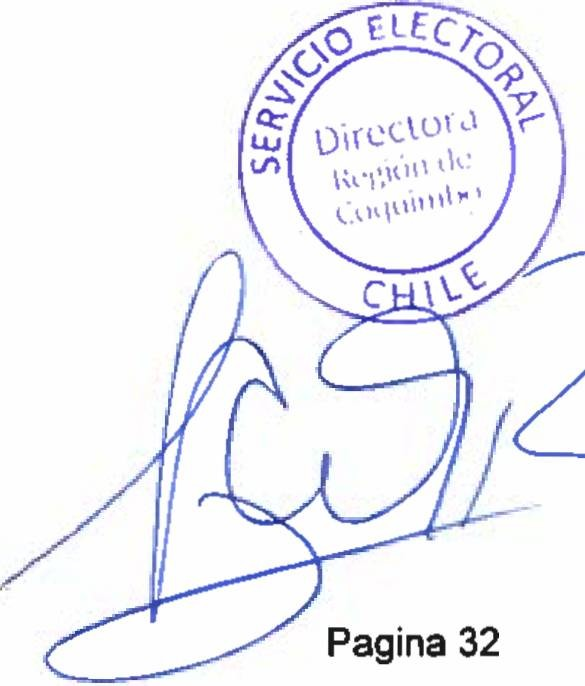 SERVICIO ELECTORAL
Directora
Región de
Coquimbo
CHILE
Pagina 32